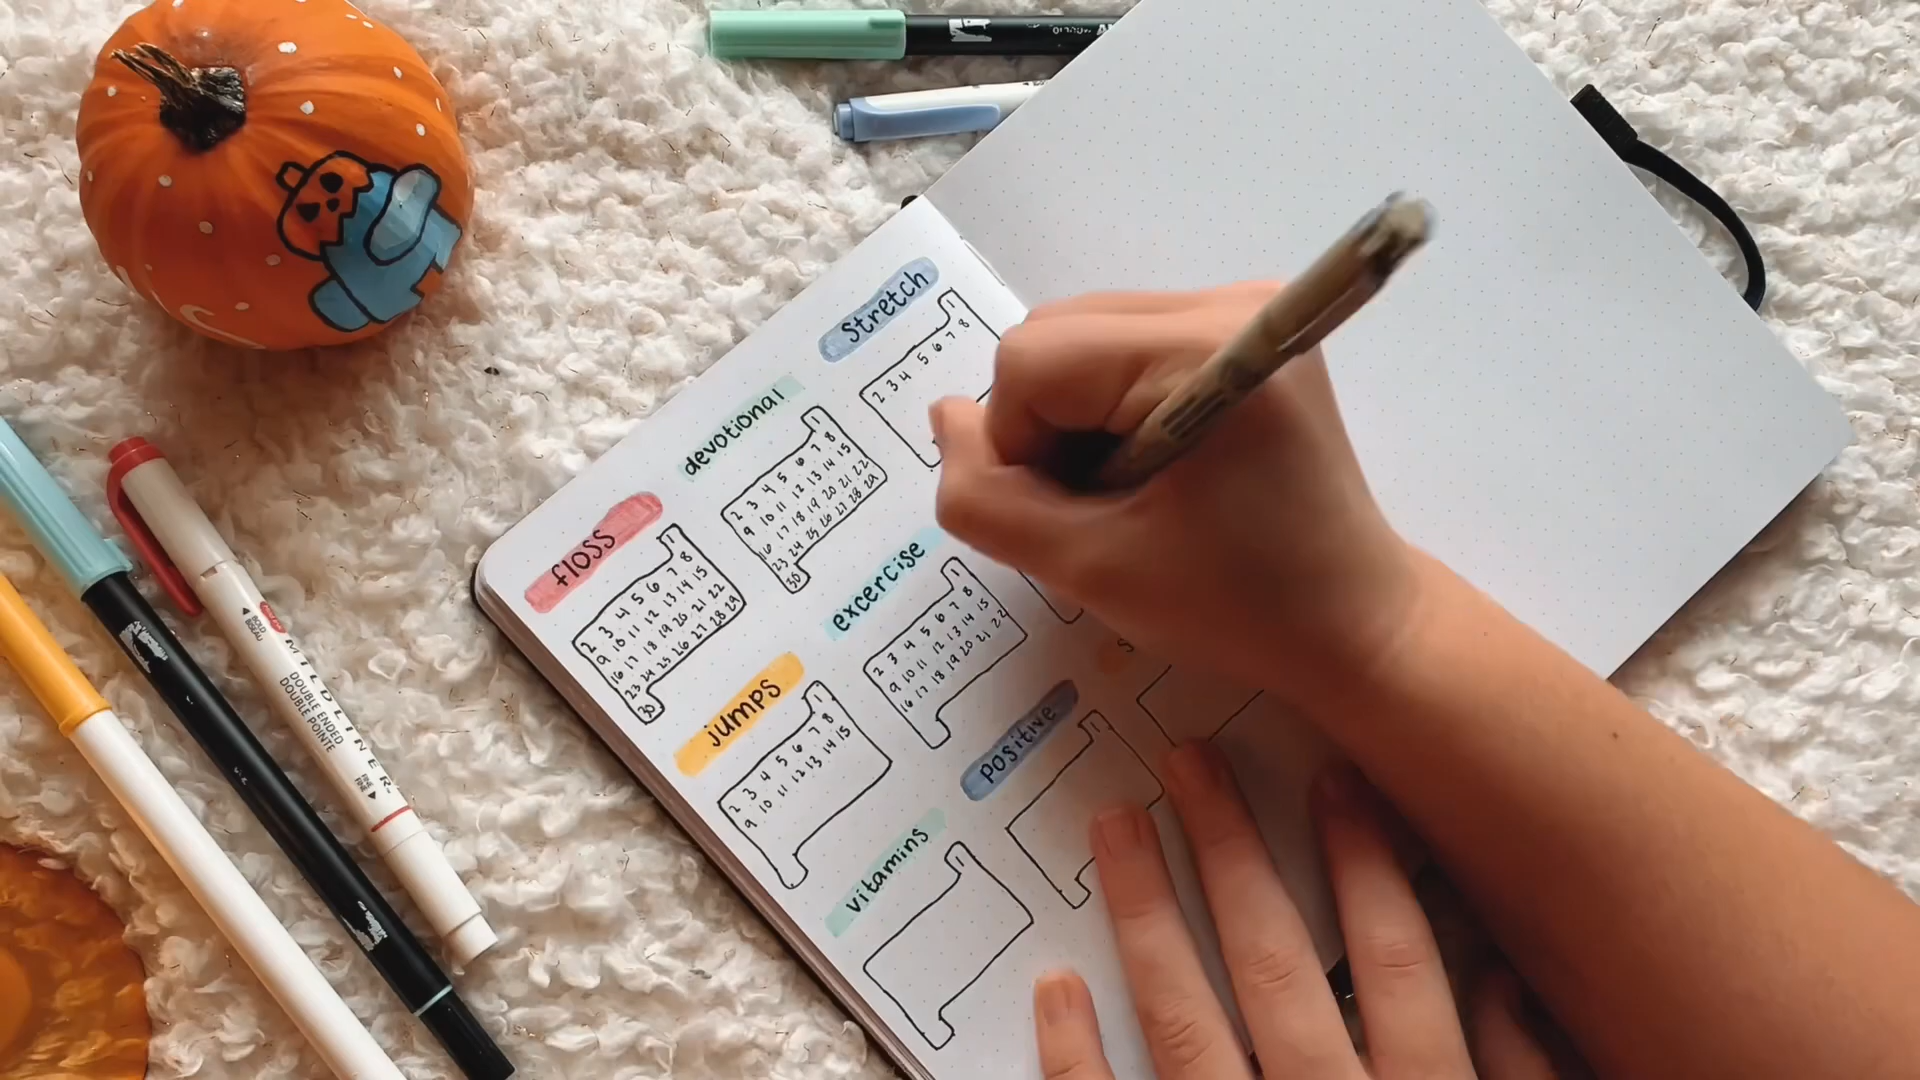 floss
1
2 3 4 5 6 7 8
9 10 11 12 13 14 15
16 17 18 19 20 21 22
23 24 25 26 27 28 29
30
devotional
1
2 3 4 5 6 7 8
9 10 11 12 13 14 15
16 17 18 19 20 21 22
23 24 25 26 27 28 29
30
Stretch
1
2 3 4 5 6 7 8
jumps
1
2 3 4 5 6 7 8
9 10 11 12 13 14 15
excercise
1
2 3 4 5 6 7 8
9 10 11 12 13 14 15
16 17 18 19 20 21 22
vitamins
1
positive
1
S
MILDLINER
DOUBLE ENDED
DOUBLE POINTE
BOLD
BISEAU